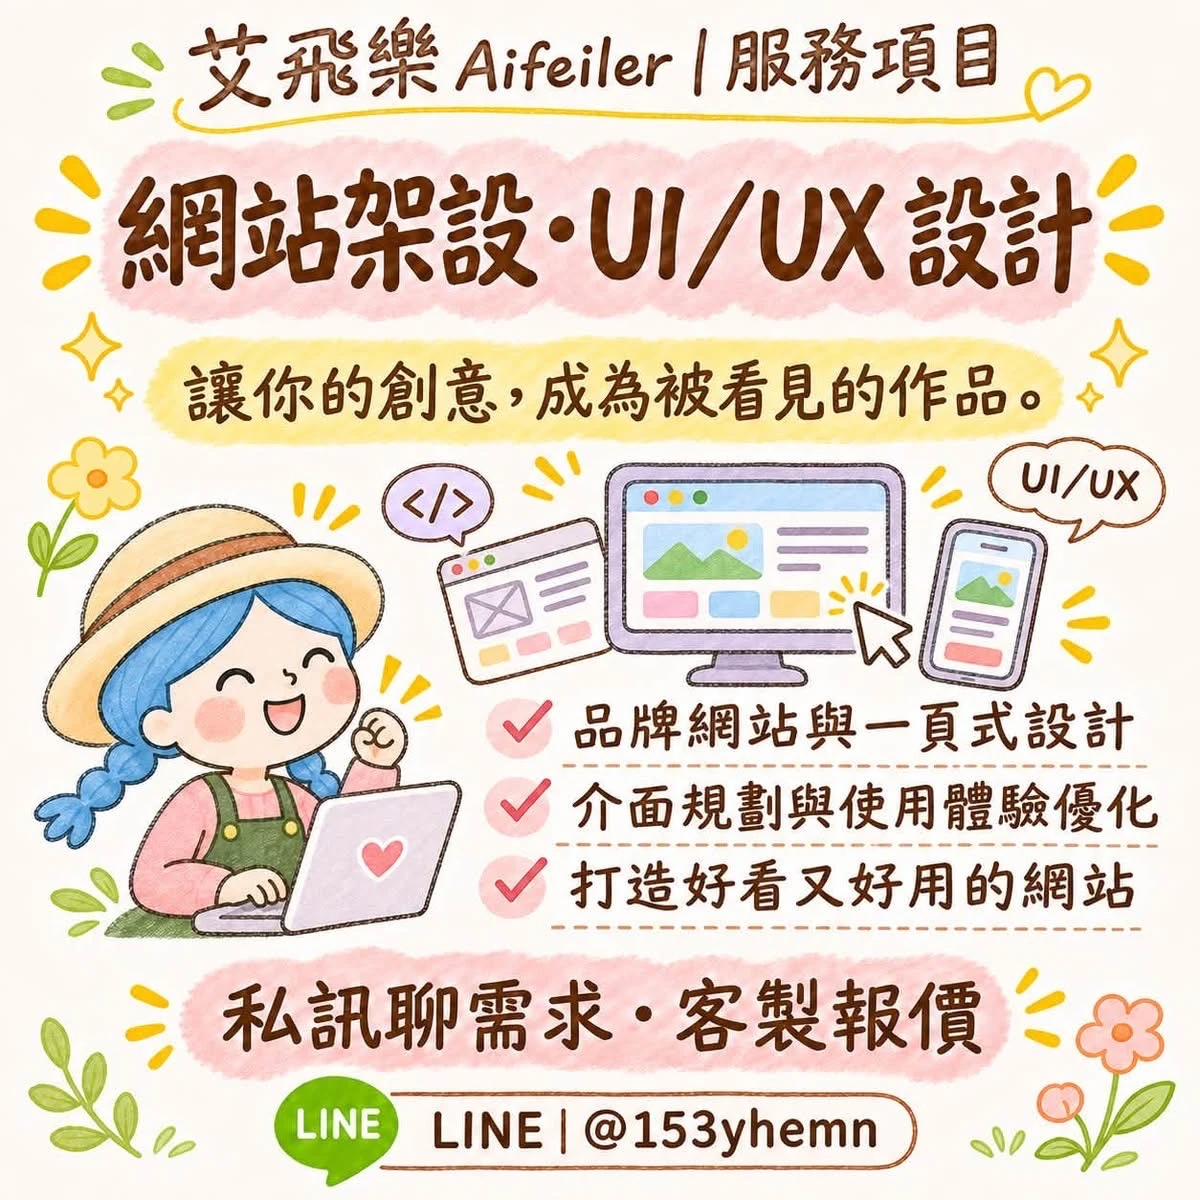 艾飛樂 Aifeiler | 服務項目
網站架設·UI/UX 設計
讓你的創意,成為被看見的作品。
</>
UI/UX
品牌網站與一頁式設計
介面規劃與使用體驗優化
打造好看又好用的網站
私訊聊需求·客製報價
LINE
LINE | @153yhemn